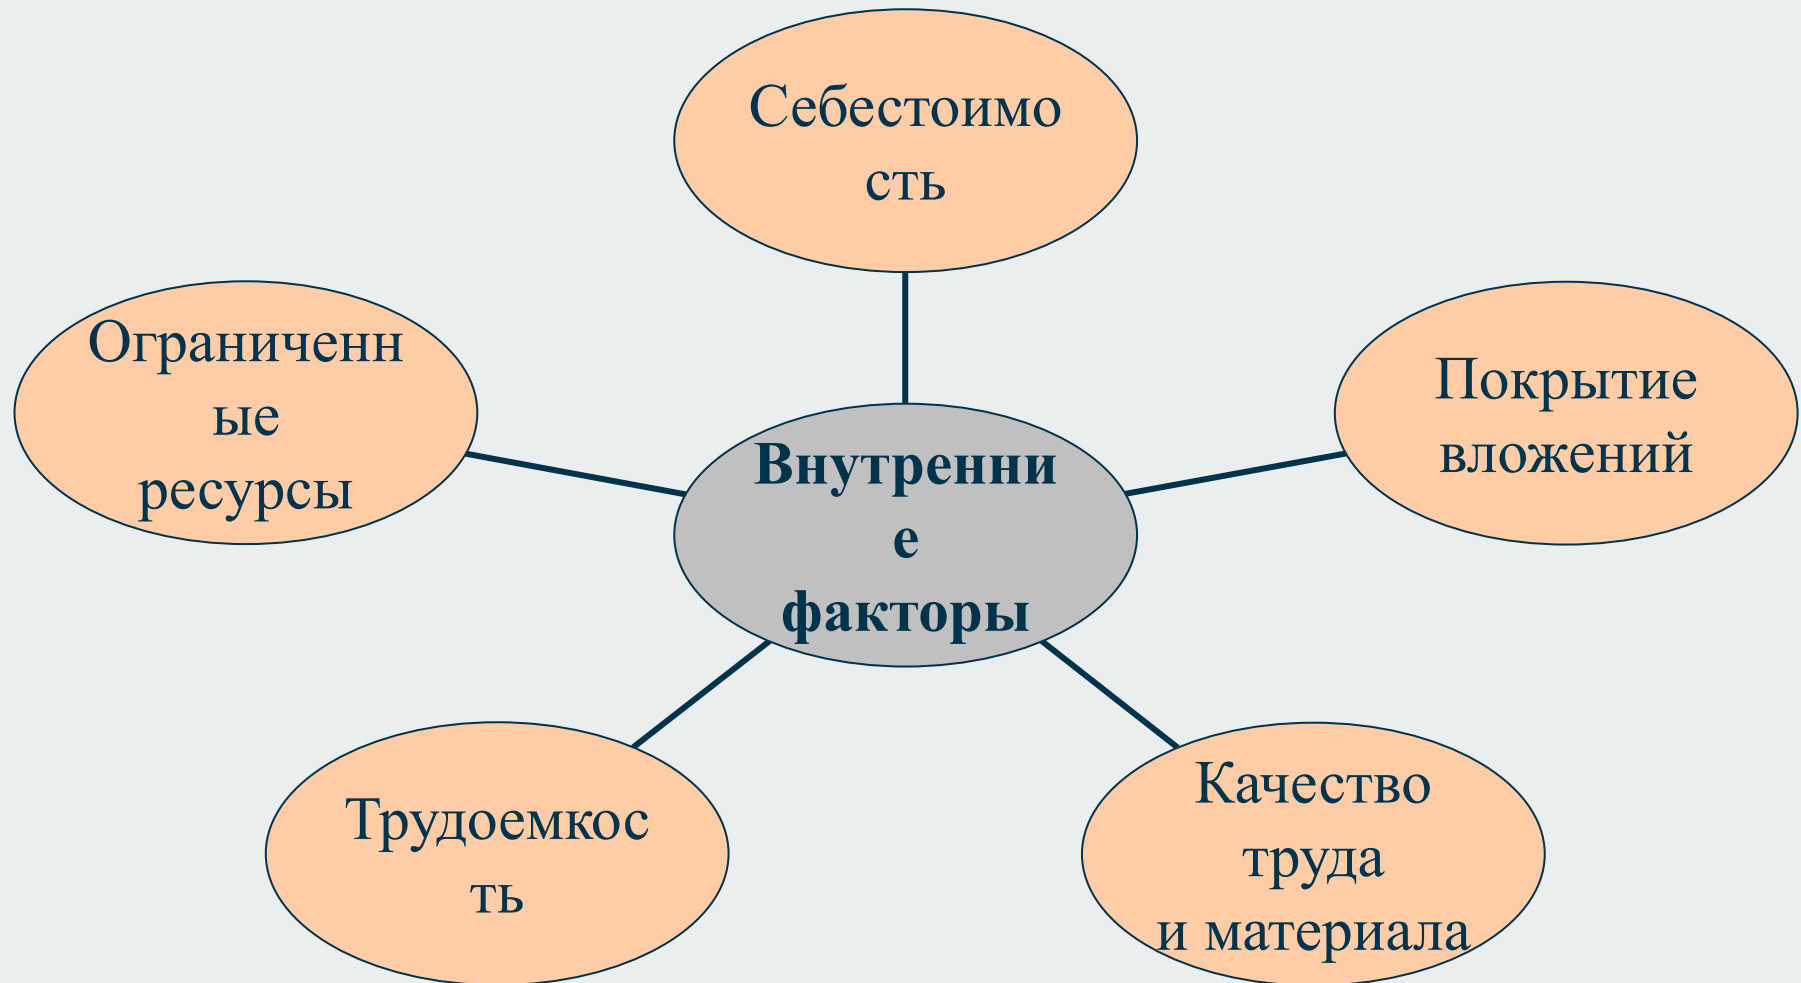 Себестоимо
сть
Ограниченн
ые
ресурсы
Покрытие
вложений
Внутренни
е
факторы
Трудоемкос
ть
Качество
труда
и материала